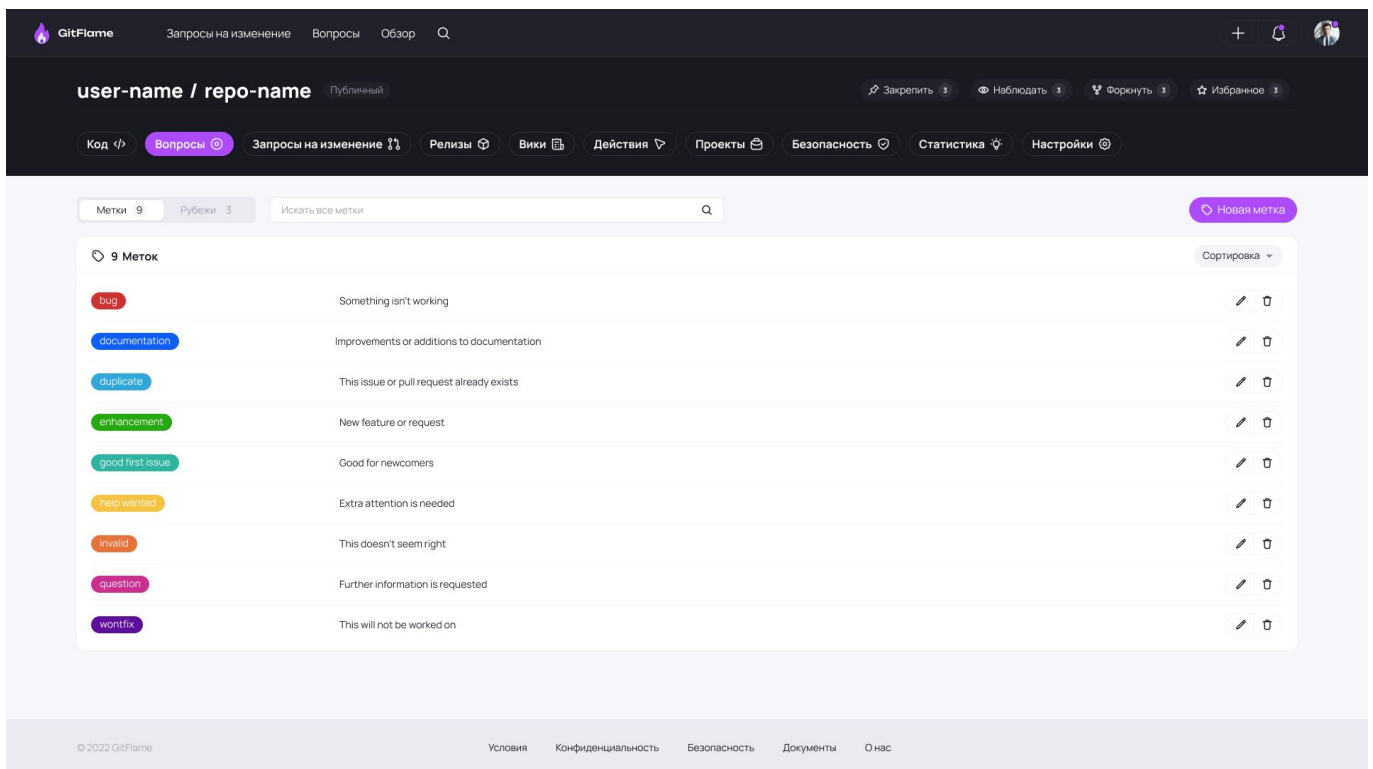 GitFlame Запросы на изменение Вопросы Обзор
user-name / repo-name Публичный Закрепить 3 Наблюдать 3 Форкнуть 3 Избранное 3
Код Вопросы Запросы на изменение Релизы Вики Действия Проекты Безопасность Статистика Настройки
Метки 9 Рубежи 3 Искать все метки Новая метка
9 Меток Сортировка
bug Something isn't working
documentation Improvements or additions to documentation
duplicate This issue or pull request already exists
enhancement New feature or request
good first issue Good for newcomers
help wanted Extra attention is needed
invalid This doesn't seem right
question Further information is requested
wontfix This will not be worked on
© 2022 GitFlame Условия Конфиденциальность Безопасность Документы О нас